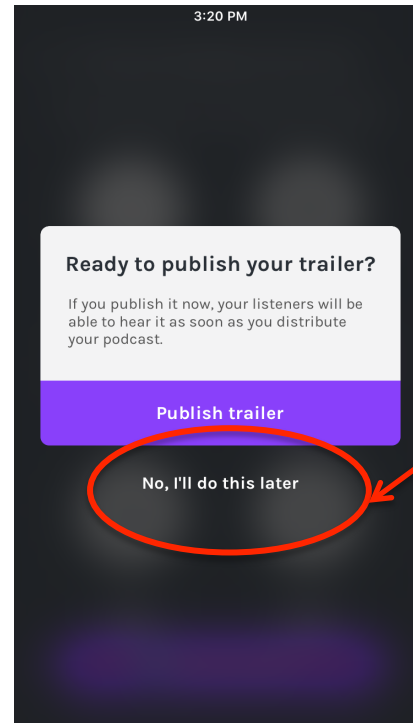 3:20 PM
Ready to publish your trailer?
If you publish it now, your listeners will be
able to hear it as soon as you distribute
your podcast.
Publish trailer
No, I'll do this later